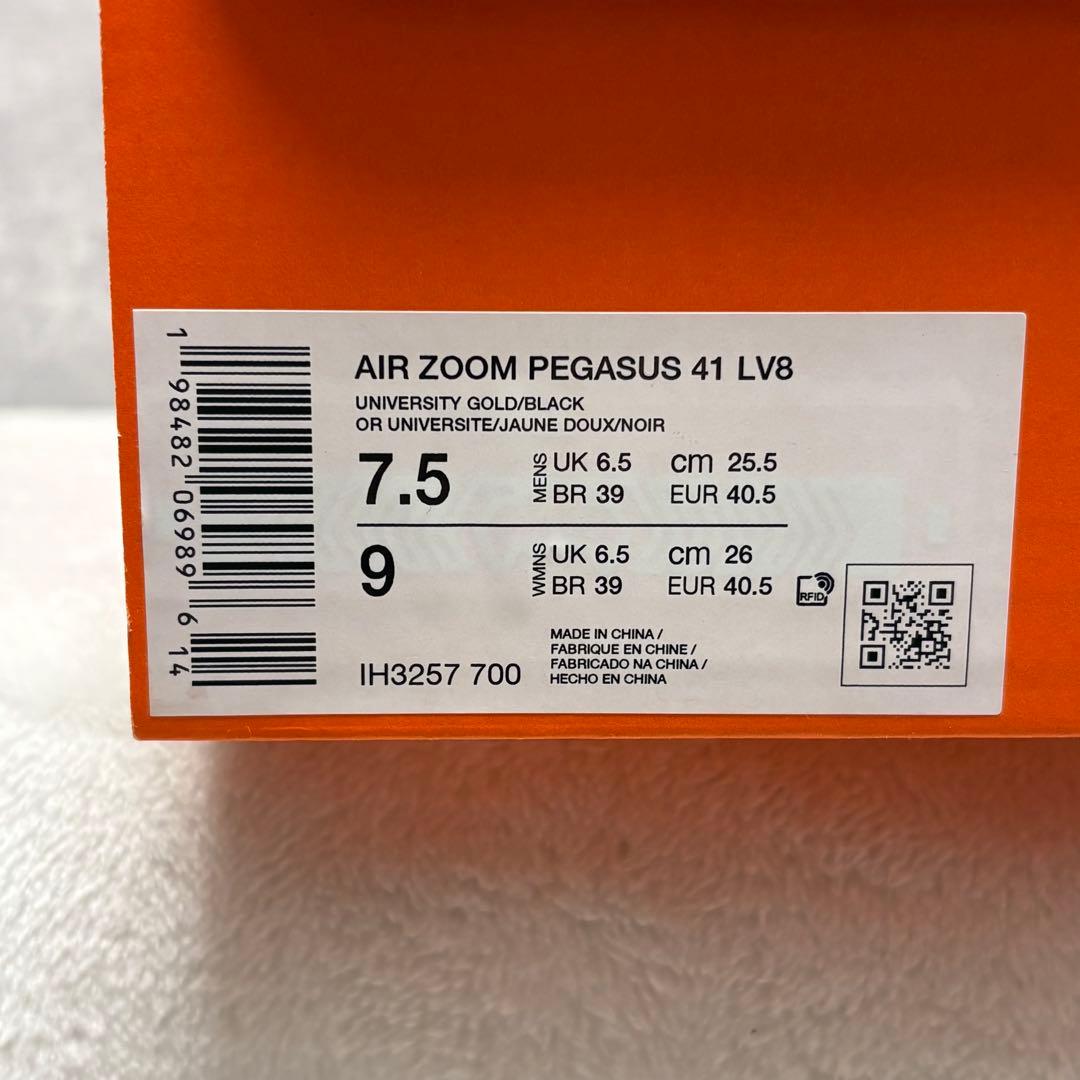 AIR ZOOM PEGASUS 41 LV8
UNIVERSITY GOLD/BLACK
OR UNIVERSITE/JAUNE DOUX/NOIR
7.5
MENS
UK 6.5 cm 25.5
BR 39 EUR 40.5
9
WMNS
UK 6.5 cm 26
BR 39 EUR 40.5
RFID
IH3257 700
MADE IN CHINA /
FABRIQUE EN CHINE /
FABRICADO NA CHINA /
HECHO EN CHINA
1 98482 06989 6 14